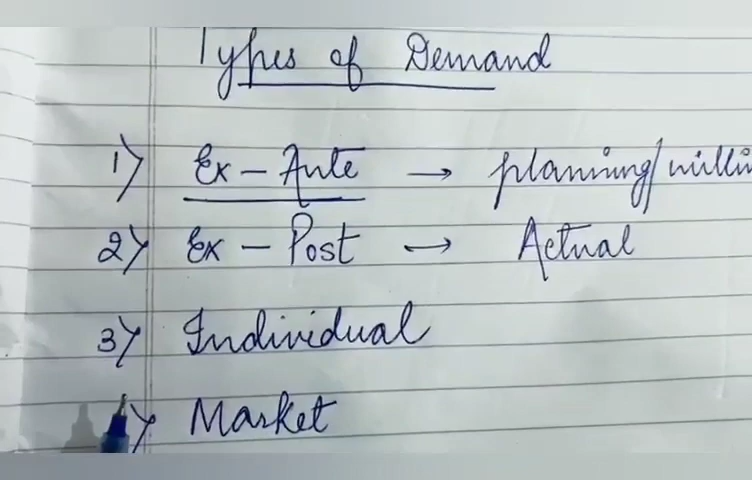 Types of Demand
1) Ex - Ante → planning/
2) Ex - Post → Actual
3) Individual
) Market